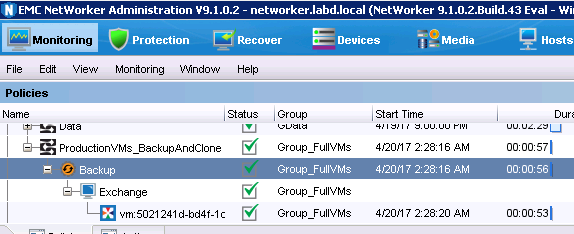 EMC NetWorker Administration V9.1.0.2 - networker.labd.local (NetWorker 9.1.0.2.Build.43 Eval - Wi
Monitoring Protection Recover Devices Media Hosts
File Edit View Monitoring Window Help
Policies
Name Status Group Start Time Dura
Data GData 4/19/17 9:00:00 PM 00:02:29
ProductionVMs_BackupAndClone Group_FullVMs 4/20/17 2:28:16 AM 00:00:57
Backup Group_FullVMs 4/20/17 2:28:16 AM 00:00:56
Exchange Group_FullVMs
vm:5021241d-bd4f-1c Group_FullVMs 4/20/17 2:28:20 AM 00:00:53